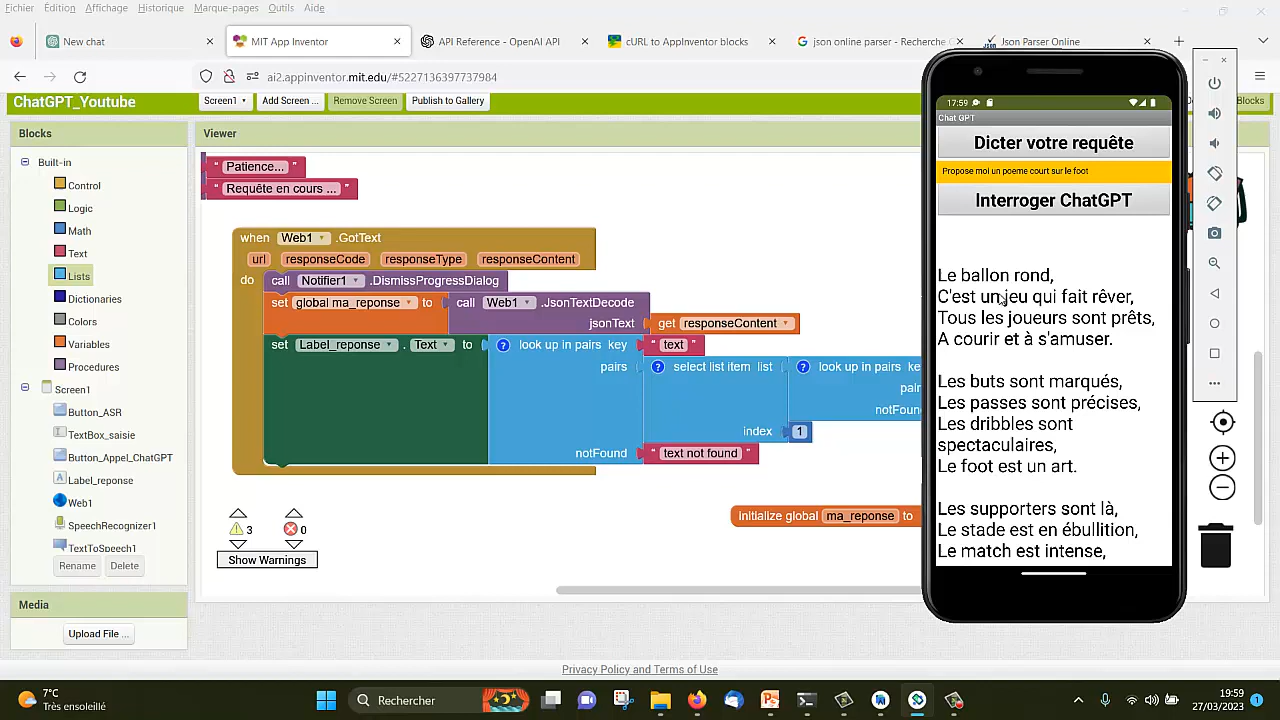 Fichier Édition Affichage Historique Marque-pages Outils Aide
New chat
MIT App Inventor
API Reference - OpenAI API
cURL to AppInventor blocks
json online parser - Recherche
Json Parser Online
ai2.appinventor.mit.edu/#5227136397737984
ChatGPT_Youtube
Screen1
Add Screen ...
Remove Screen
Publish to Gallery
Blocks
Blocks
Viewer
Built-in
Control
Logic
Math
Text
Lists
Dictionaries
Colors
Variables
Procedures
Screen1
Button_ASR
TextBox_saisie
Button_Appel_ChatGPT
Label_reponse
Web1
SpeechRecognizer1
TextToSpeech1
Rename
Delete
Media
Upload File ...
" Patience... "
" Requête en cours ... "
when Web1 .GotText
url responseCode responseType responseContent
do call Notifier1 .DismissProgressDialog
set global ma_reponse to call Web1 .JsonTextDecode
jsonText get responseContent
set Label_reponse . Text to look up in pairs key " text "
pairs select list item list look up in pairs ke
pair
notFoun
index 1
notFound " text not found "
initialize global ma_reponse to
3
0
Show Warnings
17:59
Chat GPT
Dicter votre requête
Propose moi un poeme court sur le foot
Interroger ChatGPT
Le ballon rond,
C'est un jeu qui fait rêver,
Tous les joueurs sont prêts,
A courir et à s'amuser.
Les buts sont marqués,
Les passes sont précises,
Les dribbles sont
spectaculaires,
Le foot est un art.
Les supporters sont là,
Le stade est en ébullition,
Le match est intense,
Privacy Policy and Terms of Use
7°C
Très ensoleillé
Rechercher
19:59
27/03/2023